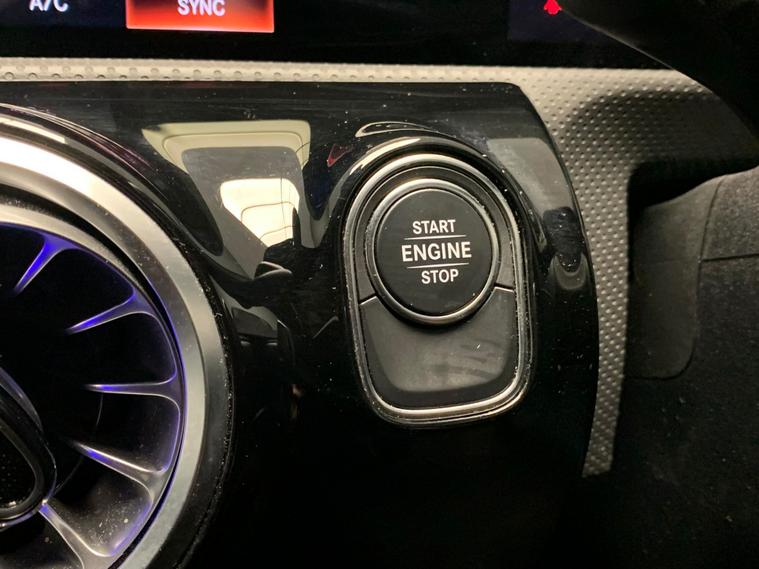 A/C
SYNC
START
ENGINE
STOP